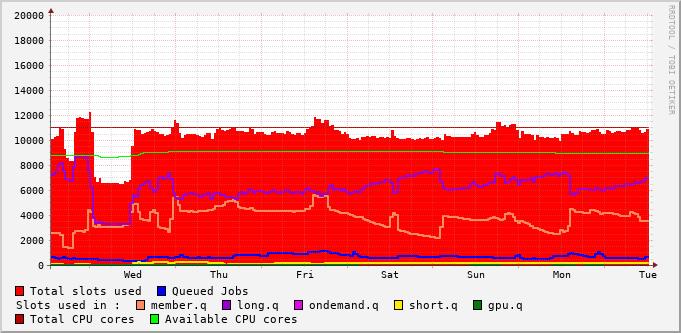 20000
18000
16000
14000
12000
10000
8000
6000
4000
2000
0
Wed Thu Fri Sat Sun Mon Tue
RRDTOOL / TOBI OETIKER
Total slots used Queued Jobs
Slots used in : member.q long.q ondemand.q short.q gpu.q
Total CPU cores Available CPU cores